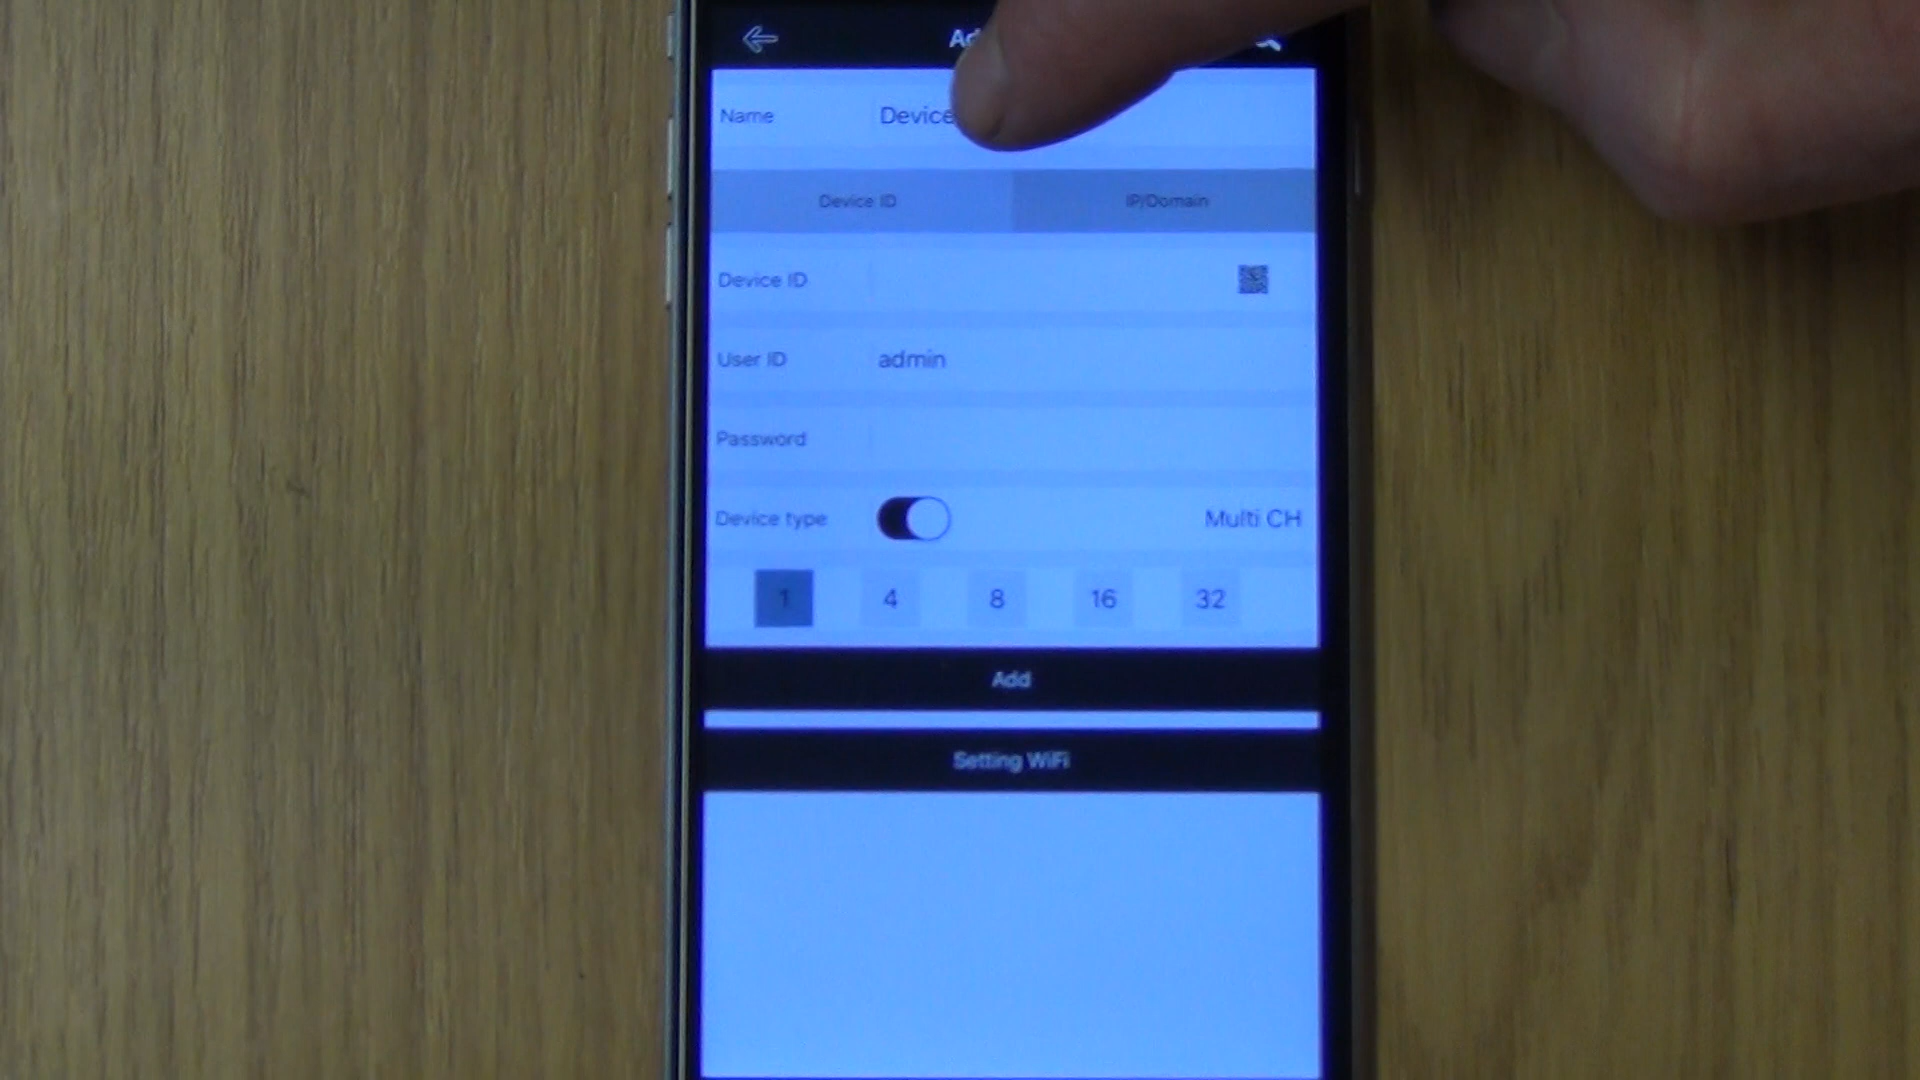 Name Device
Device ID IP/Domain
Device ID
User ID admin
Password
Device type Multi CH
1 4 8 16 32
Add
Setting WiFi